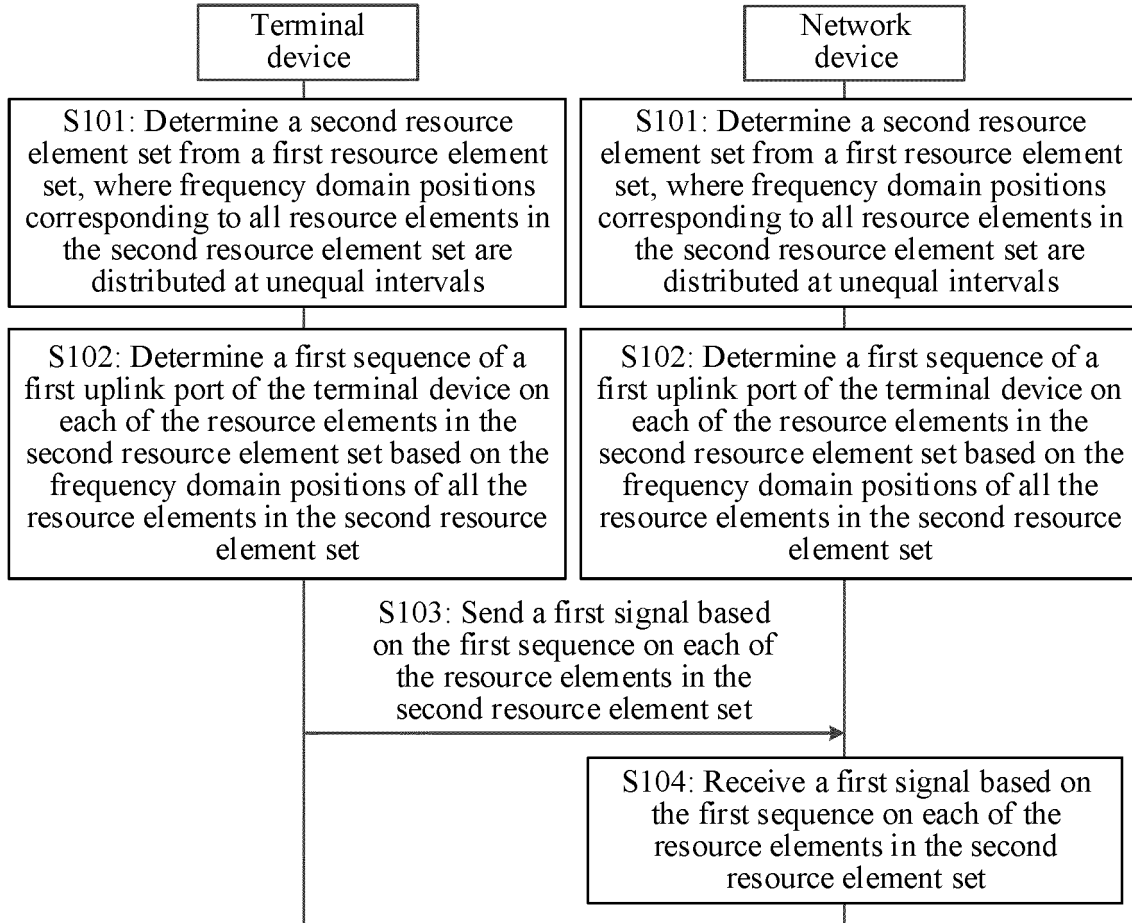 Terminal
device
Network
device
S101: Determine a second resource
element set from a first resource element
set, where frequency domain positions
corresponding to all resource elements in
the second resource element set are
distributed at unequal intervals
S101: Determine a second resource
element set from a first resource element
set, where frequency domain positions
corresponding to all resource elements in
the second resource element set are
distributed at unequal intervals
S102: Determine a first sequence of a
first uplink port of the terminal device on
each of the resource elements in the
second resource element set based on the
frequency domain positions of all the
resource elements in the second resource
element set
S102: Determine a first sequence of a
first uplink port of the terminal device on
each of the resource elements in the
second resource element set based on the
frequency domain positions of all the
resource elements in the second resource
element set
S103: Send a first signal based
on the first sequence on each of
the resource elements in the
second resource element set
S104: Receive a first signal based on
the first sequence on each of the
resource elements in the second
resource element set